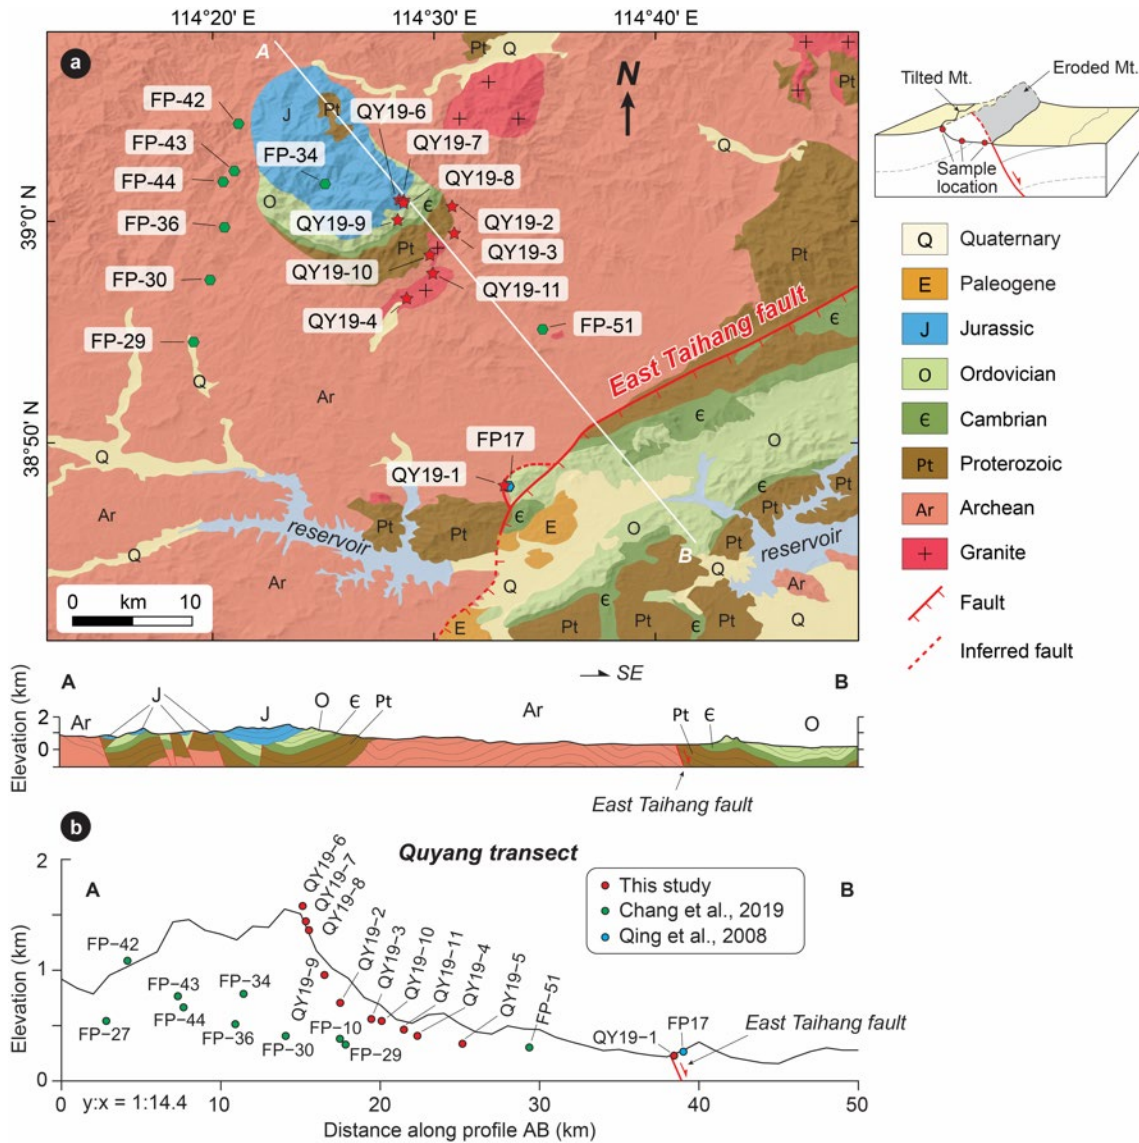 114°20' E
114°30' E
114°40' E
a
A
Pt
Q
N
Pt
Tilted Mt.
Eroded Mt.
Sample
location
FP-42
J
Pt
QY19-6
FP-43
FP-34
QY19-7
FP-44
QY19-8
O
Є
39°0' N
FP-36
QY19-9
QY19-2
Pt
QY19-3
Pt
QY19-10
FP-30
QY19-11
QY19-4
FP-51
FP-29
East Taihang fault
Є
Q
Ar
Є
38°50' N
FP17
O
Q
QY19-1
Є
Pt
Ar
Pt
Pt
Є
E
O
reservoir
B
Pt
reservoir
Q
Q
Ar
Ar
Q
0 km 10
E
Pt
Є
Pt
Pt
Q
Q Quaternary
E Paleogene
J Jurassic
O Ordovician
Є Cambrian
Pt Proterozoic
Ar Archean
Granite
Fault
Inferred fault
A
SE
B
Elevation (km)
2
0
Ar
J
J
O
Є
Pt
Ar
Pt
Є
O
East Taihang fault
b
Quyang transect
A
B
This study
Chang et al., 2019
Qing et al., 2008
Elevation (km)
2
1
0
FP−42
FP−27
FP−43
FP−44
FP−34
FP−36
FP−30
QY19−6
QY19−7
QY19−8
QY19−9
QY19−2
QY19−3
QY19−10
QY19−11
QY19−4
QY19−5
FP−10
FP−29
FP−51
QY19−1
FP17
East Taihang fault
0 10 20 30 40 50
y:x = 1:14.4
Distance along profile AB (km)